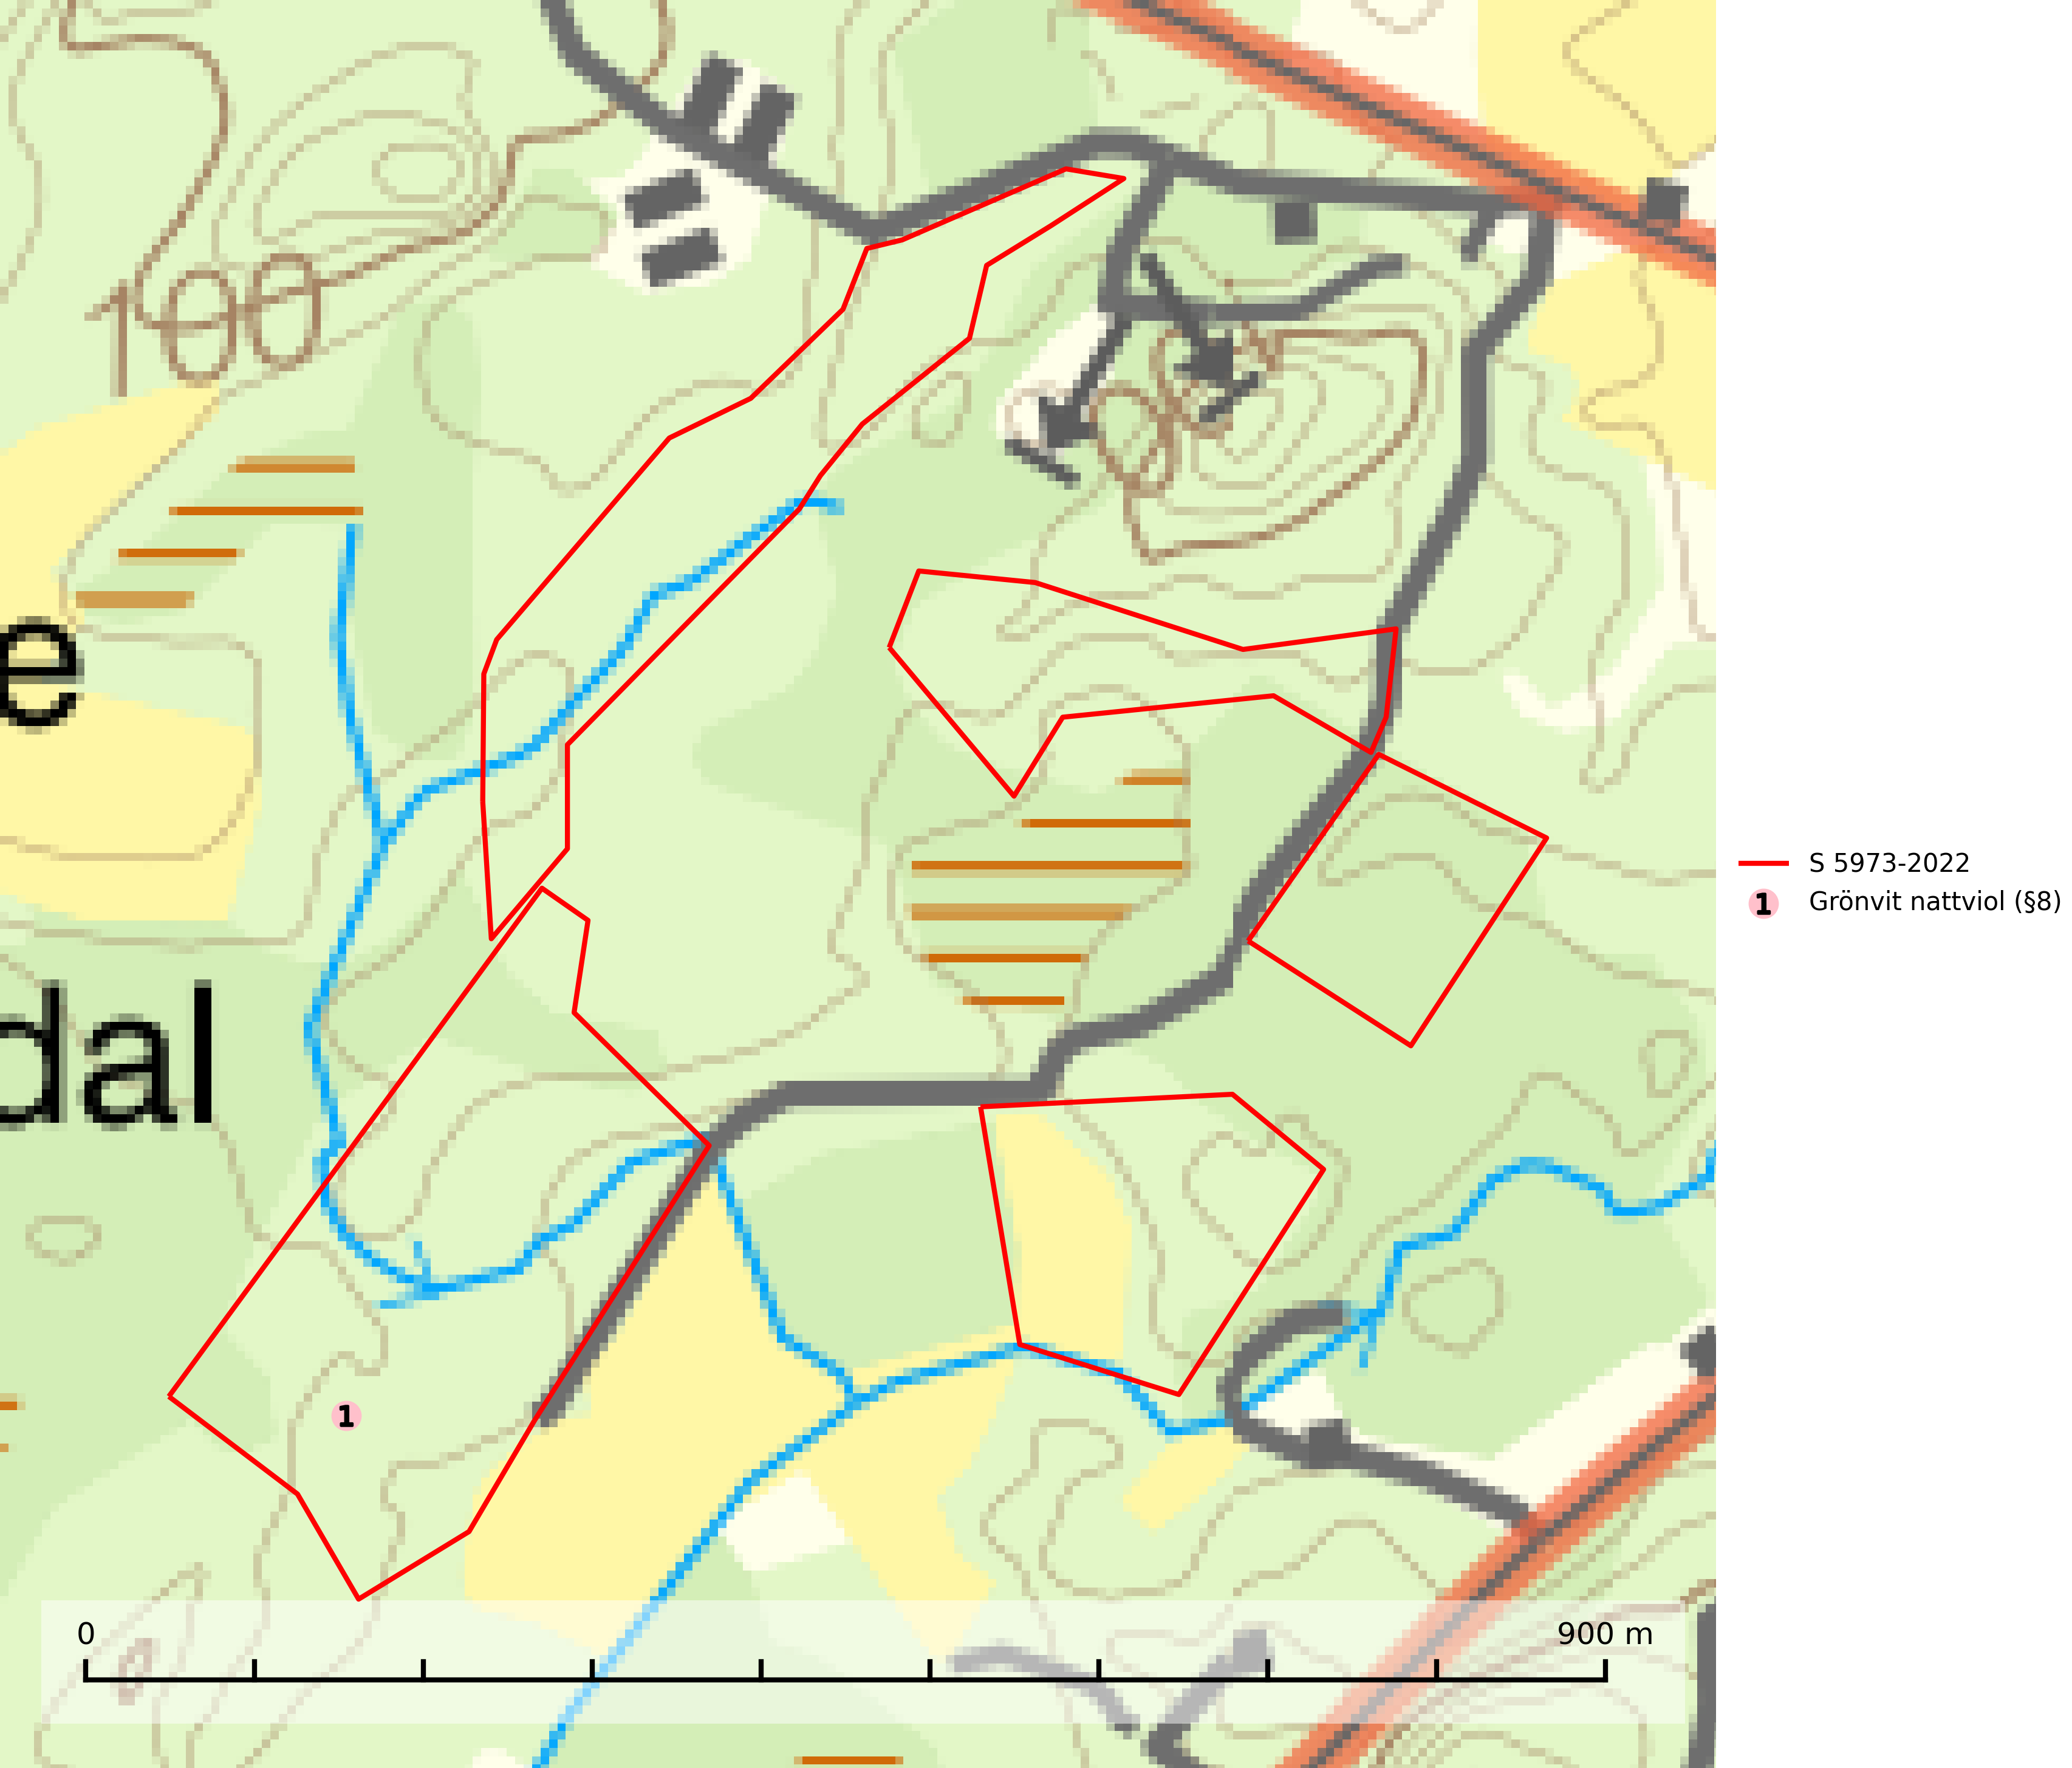 100
e
dal
1
0
900 m
S 5973-2022
1 Grönvit nattviol (§8)